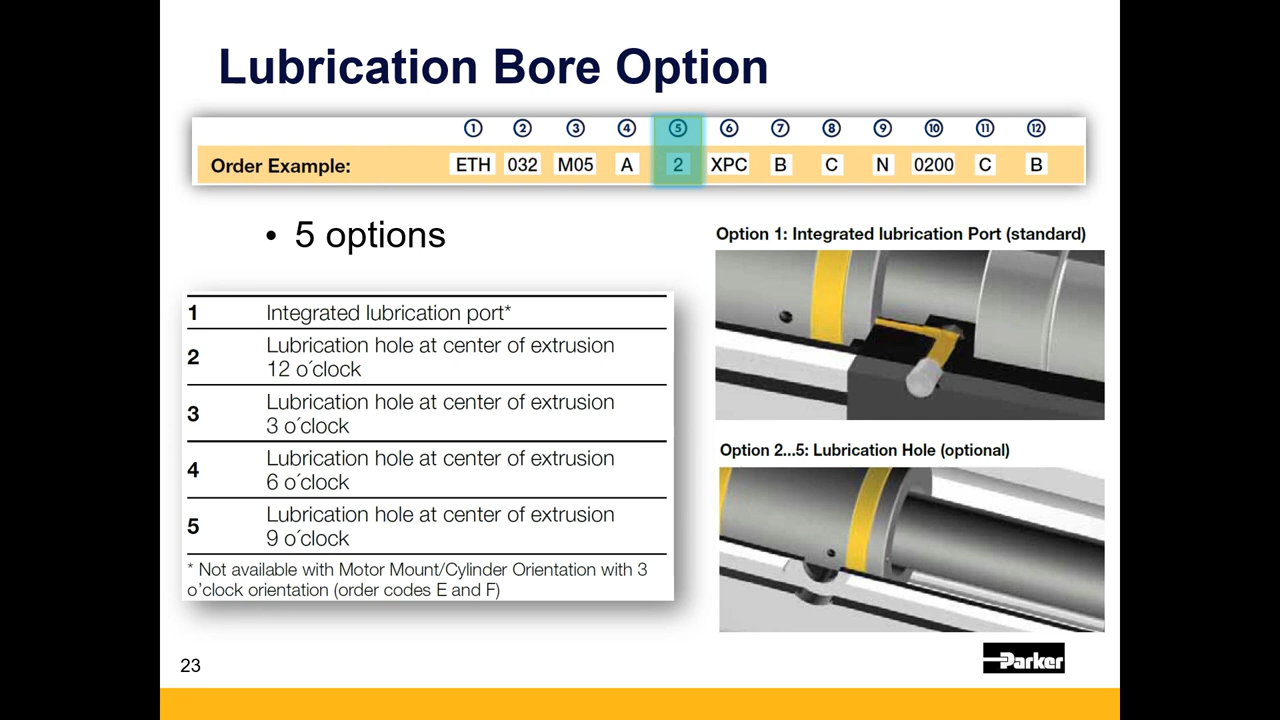 Lubrication Bore Option
① ② ③ ④ ⑤ ⑥ ⑦ ⑧ ⑨ ⑩ ⑪ ⑫
Order Example: ETH 032 M05 A 2 XPC B C N 0200 C B
• 5 options
1 Integrated lubrication port*
2 Lubrication hole at center of extrusion
12 o´clock
3 Lubrication hole at center of extrusion
3 o´clock
4 Lubrication hole at center of extrusion
6 o´clock
5 Lubrication hole at center of extrusion
9 o´clock
* Not available with Motor Mount/Cylinder Orientation with 3
o'clock orientation (order codes E and F)
Option 1: Integrated lubrication Port (standard)
Option 2...5: Lubrication Hole (optional)
23
Parker